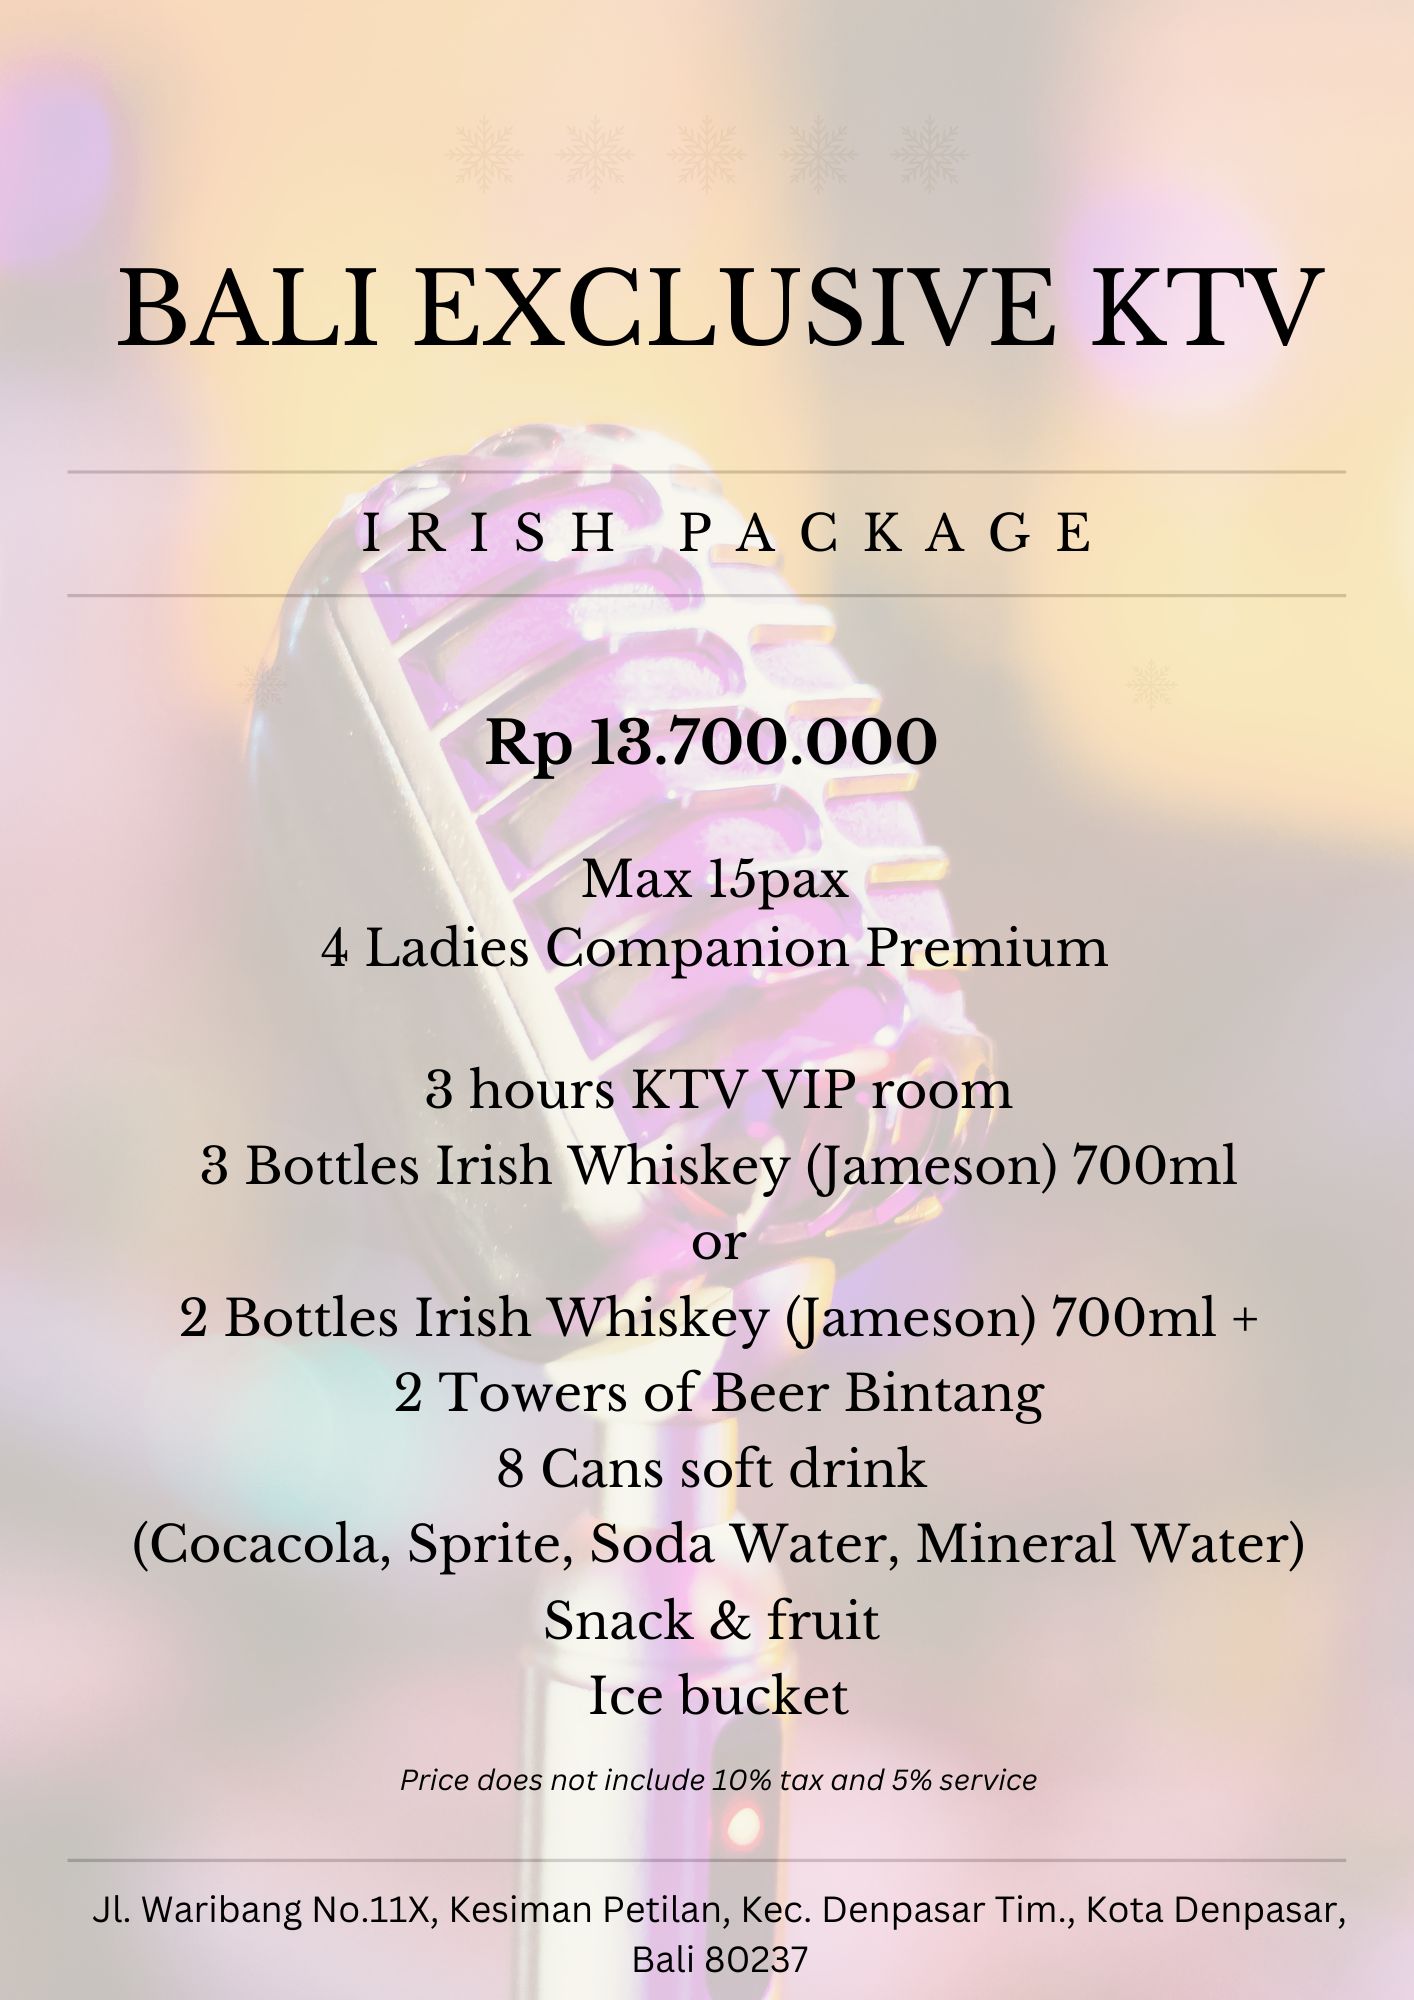 BALI EXCLUSIVE KTV
IRISH PACKAGE
Rp 13.700.000
Max 15pax
4 Ladies Companion Premium
3 hours KTV VIP room
3 Bottles Irish Whiskey (Jameson) 700ml
or
2 Bottles Irish Whiskey (Jameson) 700ml +
2 Towers of Beer Bintang
8 Cans soft drink
(Cocacola, Sprite, Soda Water, Mineral Water)
Snack & fruit
Ice bucket
Price does not include 10% tax and 5% service
Jl. Waribang No.11X, Kesiman Petilan, Kec. Denpasar Tim., Kota Denpasar,
Bali 80237